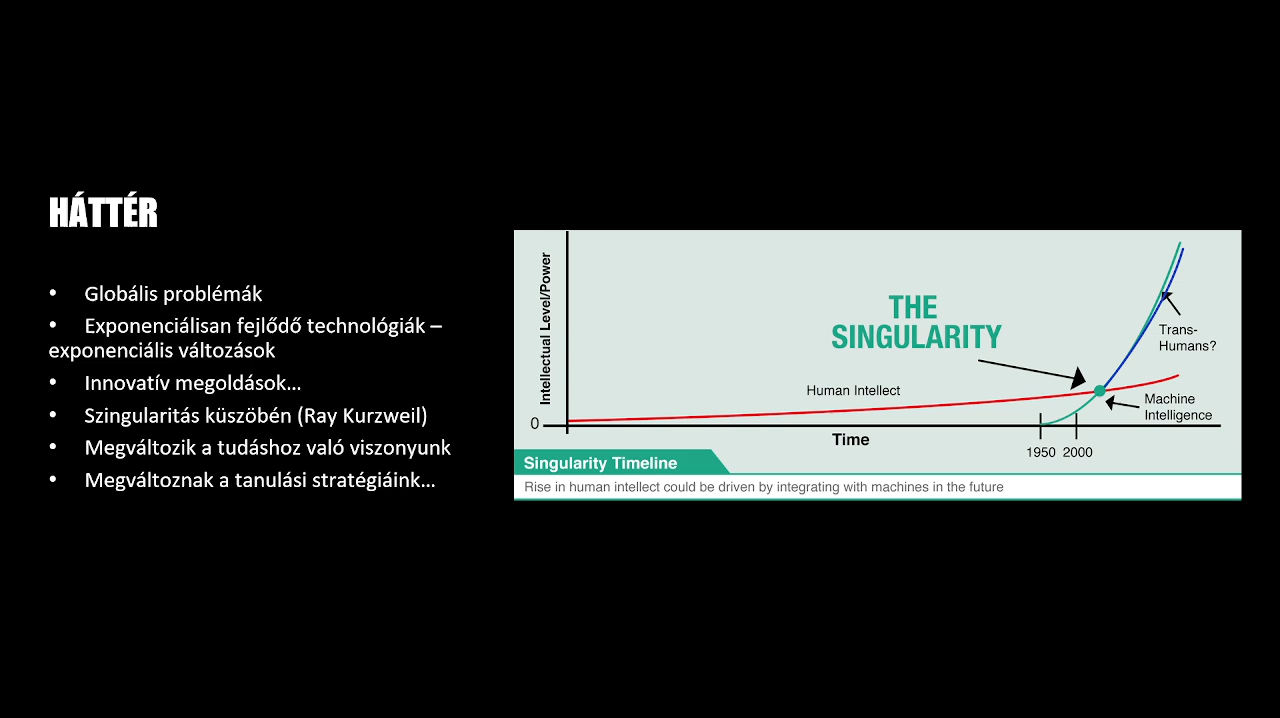 HÁTTÉR
• Globális problémák
• Exponenciálisan fejlődő technológiák –
exponenciális változások
• Innovatív megoldások...
• Szingularitás küszöbén (Ray Kurzweil)
• Megváltozik a tudáshoz való viszonyunk
• Megváltoznak a tanulási stratégiáink...
Intellectual Level/Power
THE
SINGULARITY
Trans-
Humans?
Human Intellect
Machine
Intelligence
0
Time
1950 2000
Singularity Timeline
Rise in human intellect could be driven by integrating with machines in the future